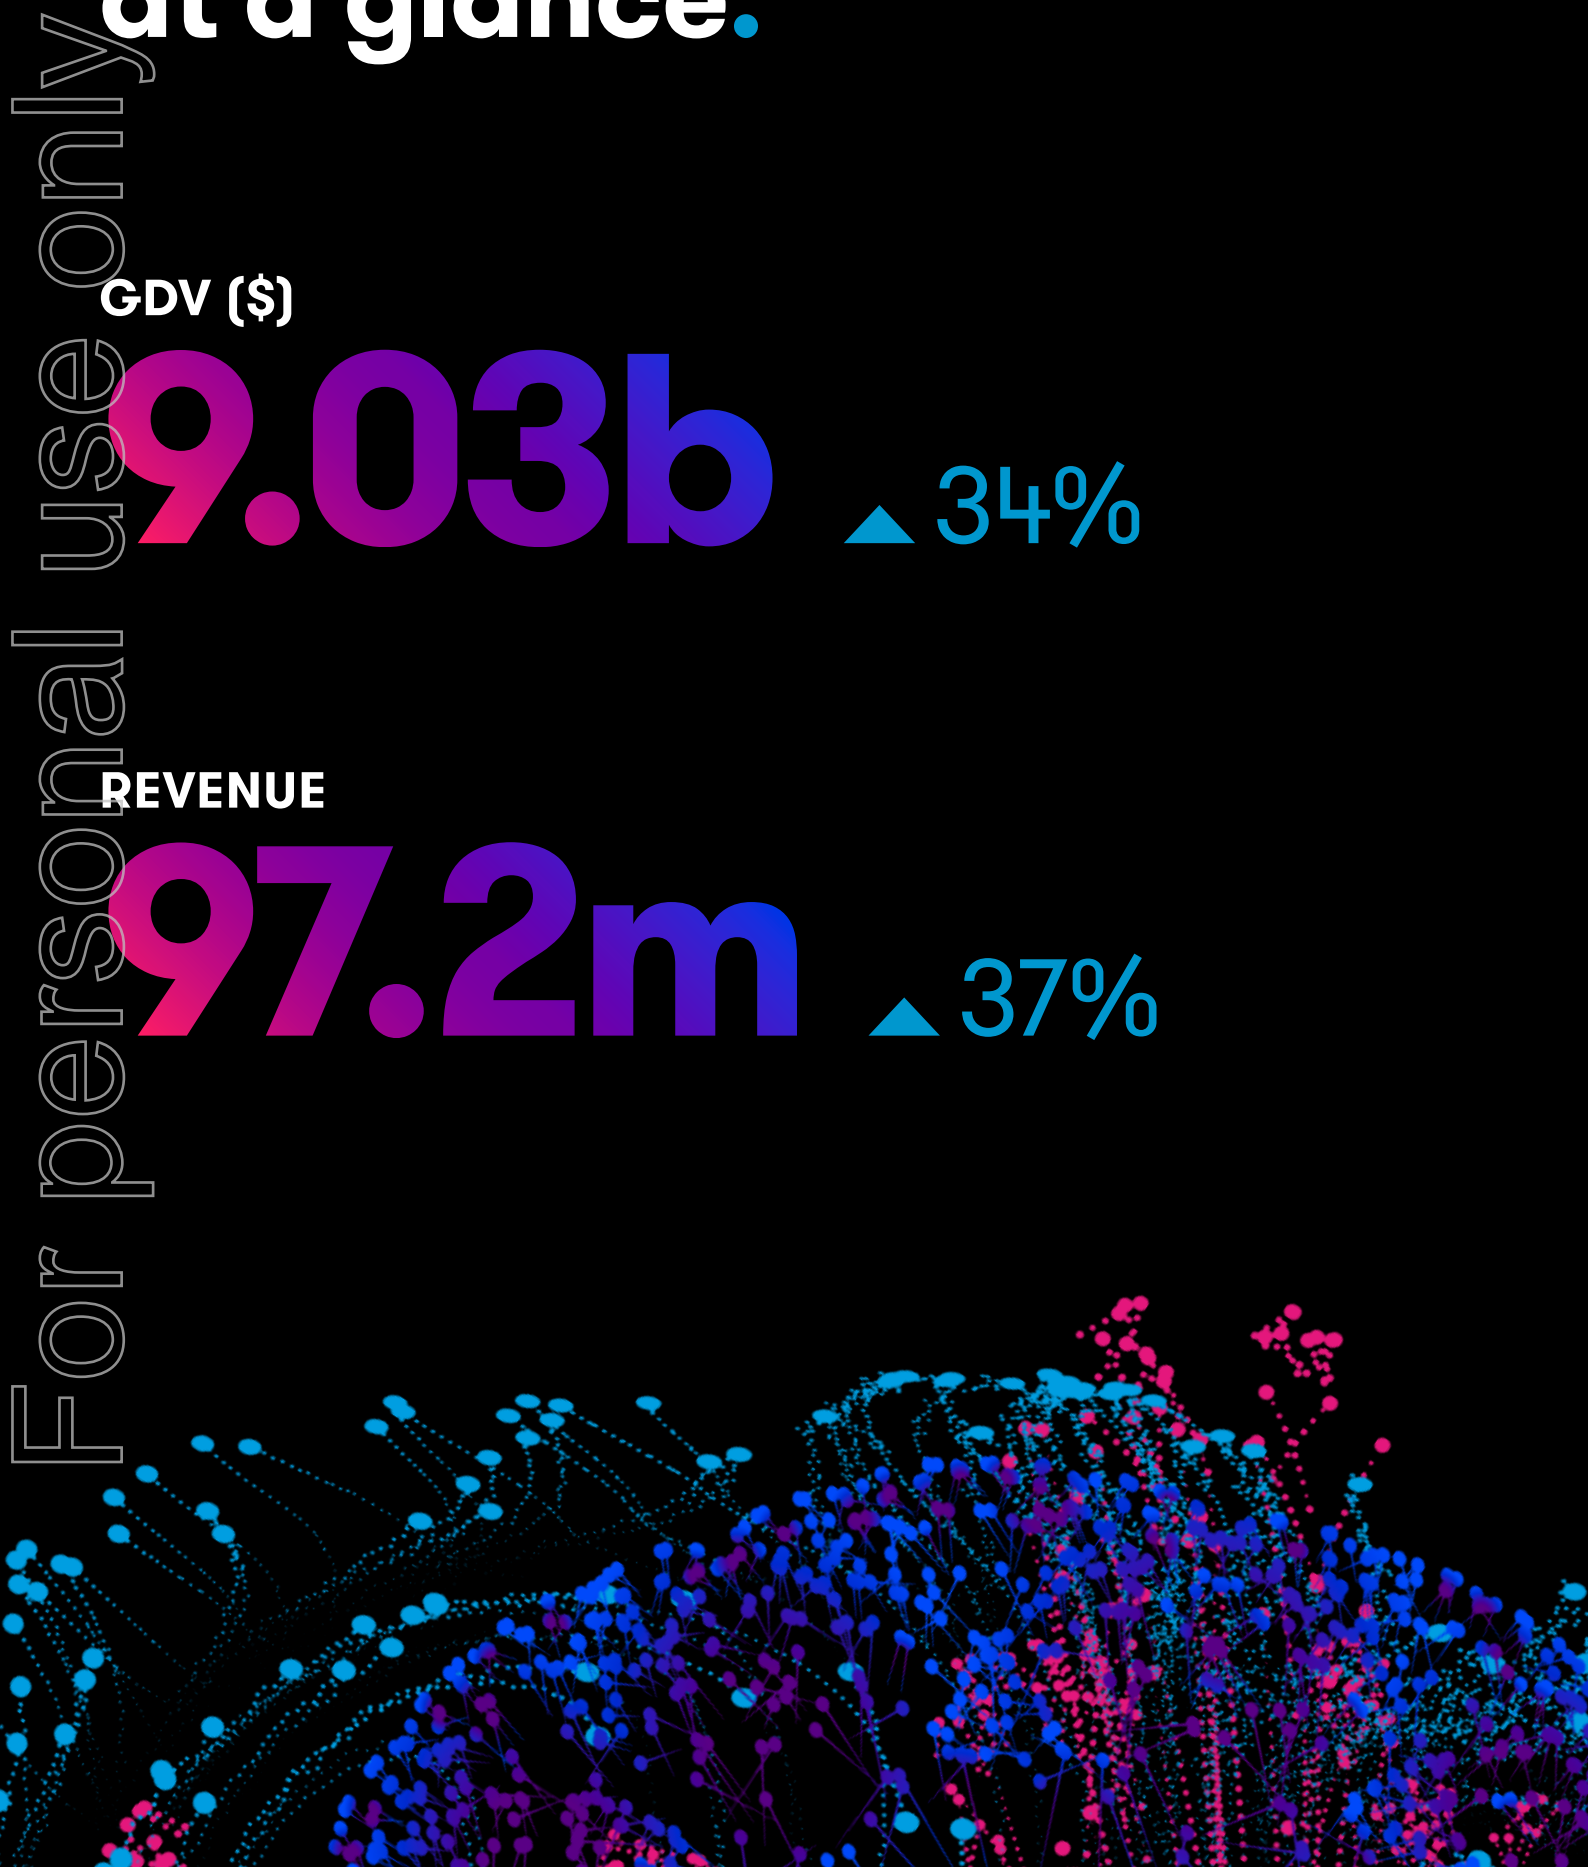 at a glance.
GDV ($)
9.03b ▲ 34%
REVENUE
97.2m ▲ 37%
For personal use only